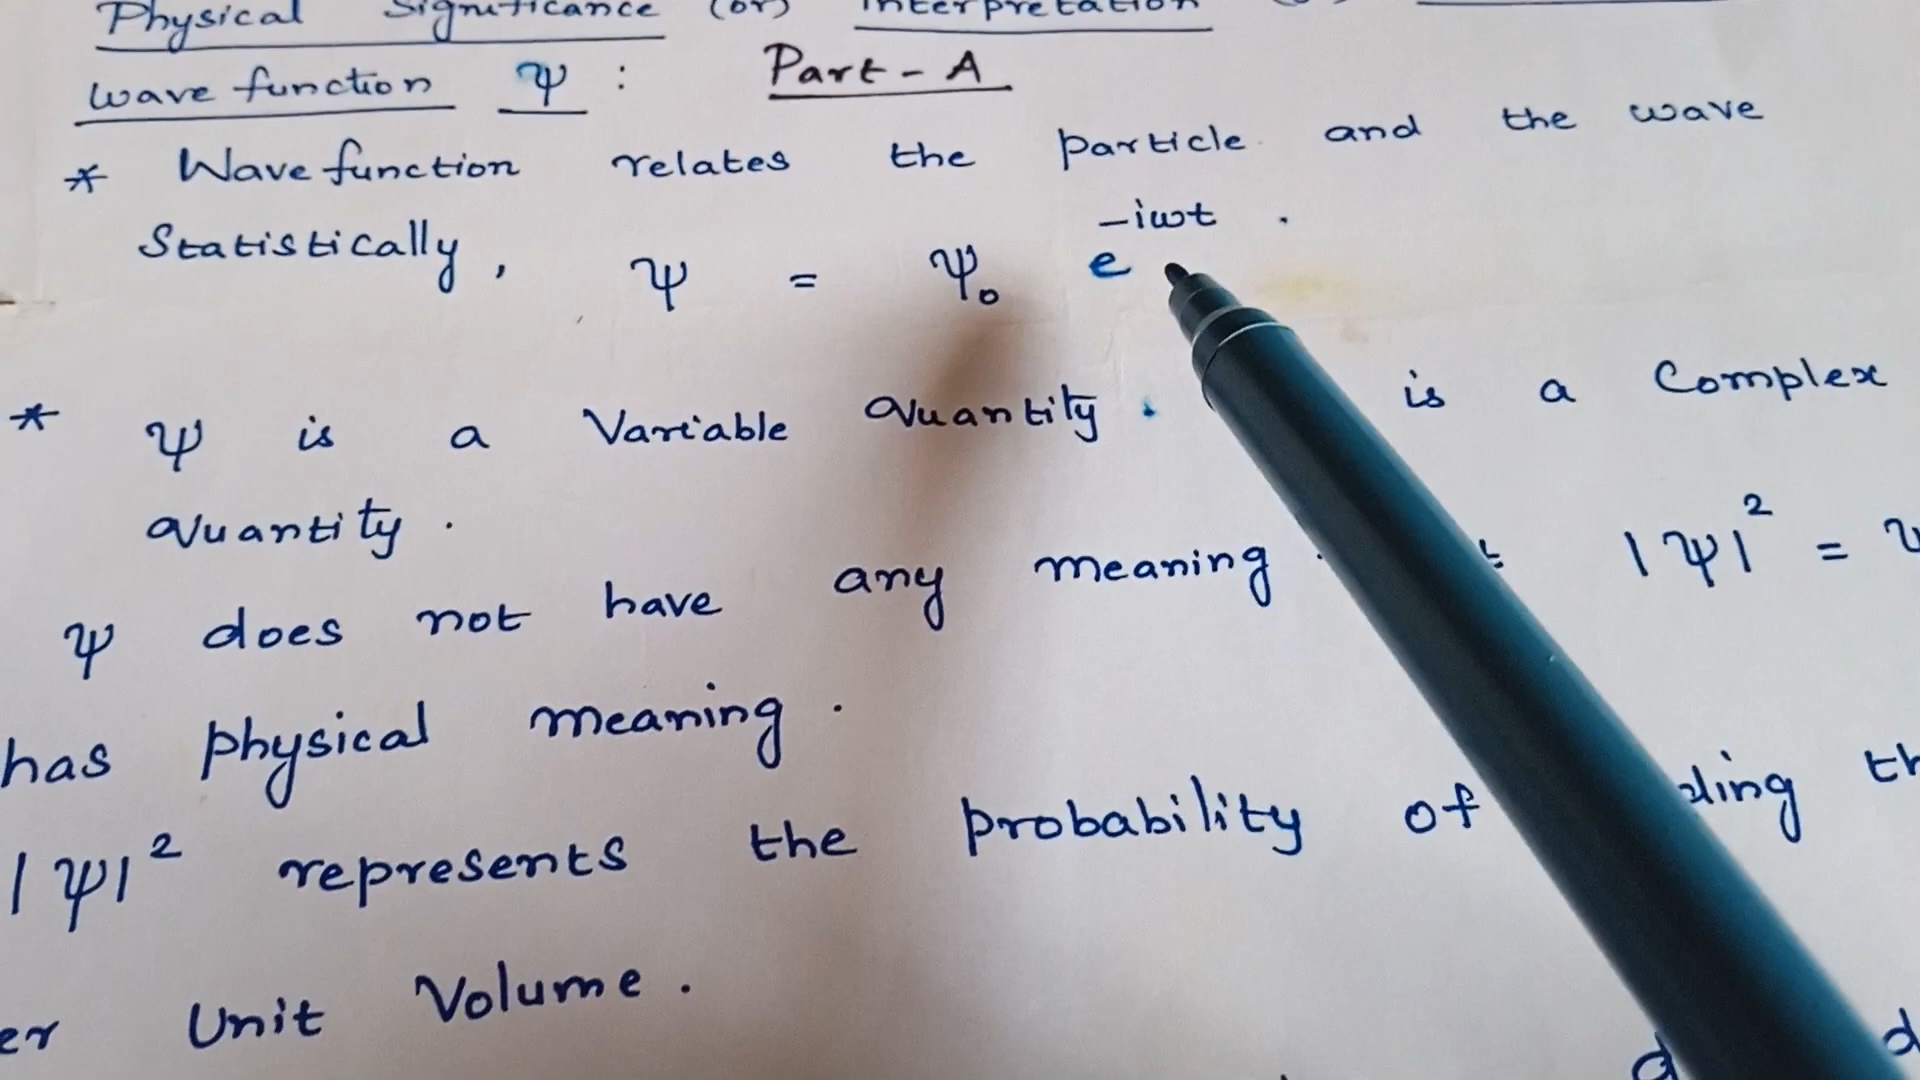 Physical Significance (or) Interpretation
wave function ψ : Part - A
* Wave function relates the particle and the wave
Statistically, ψ = ψ₀ e^-iωt .
* ψ is a Variable Quantity . is a Complex
Quantity .
ψ does not have any meaning |ψ|² =
has physical meaning .
|ψ|² represents the probability of
Unit Volume .